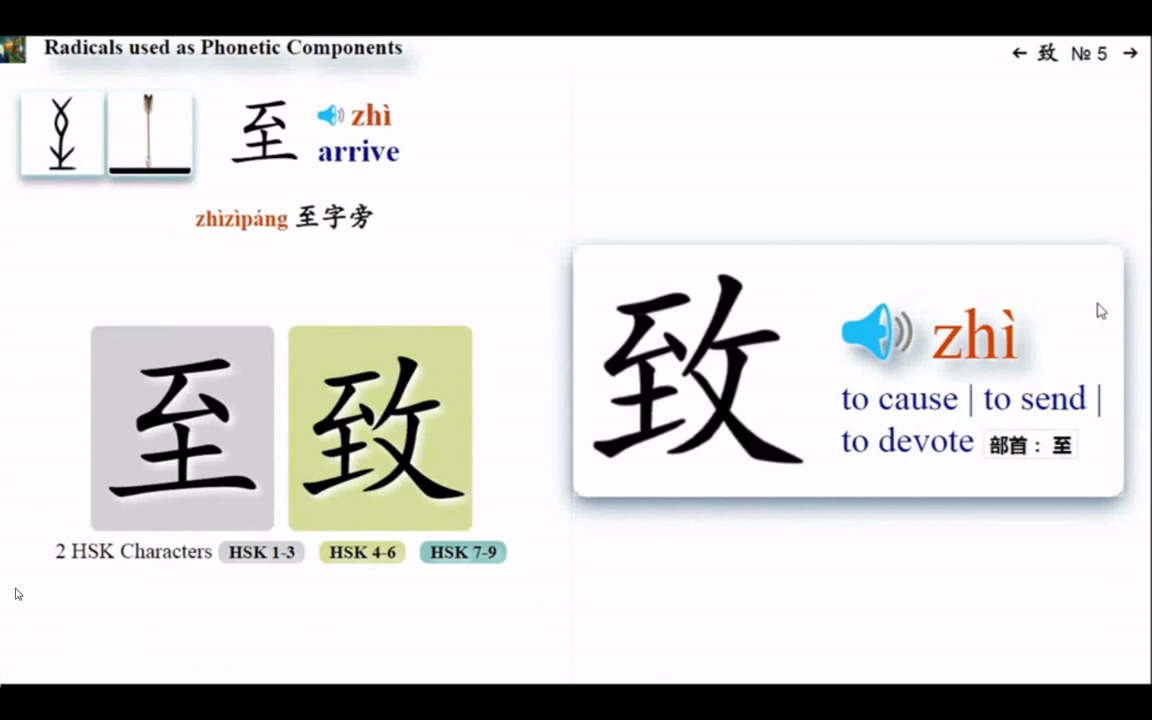 Radicals used as Phonetic Components
← 致 № 5 →
至 zhì
arrive
zhìzìpáng 至字旁
致 zhì
to cause | to send |
to devote 部首： 至
至 致
2 HSK Characters HSK 1-3 HSK 4-6 HSK 7-9